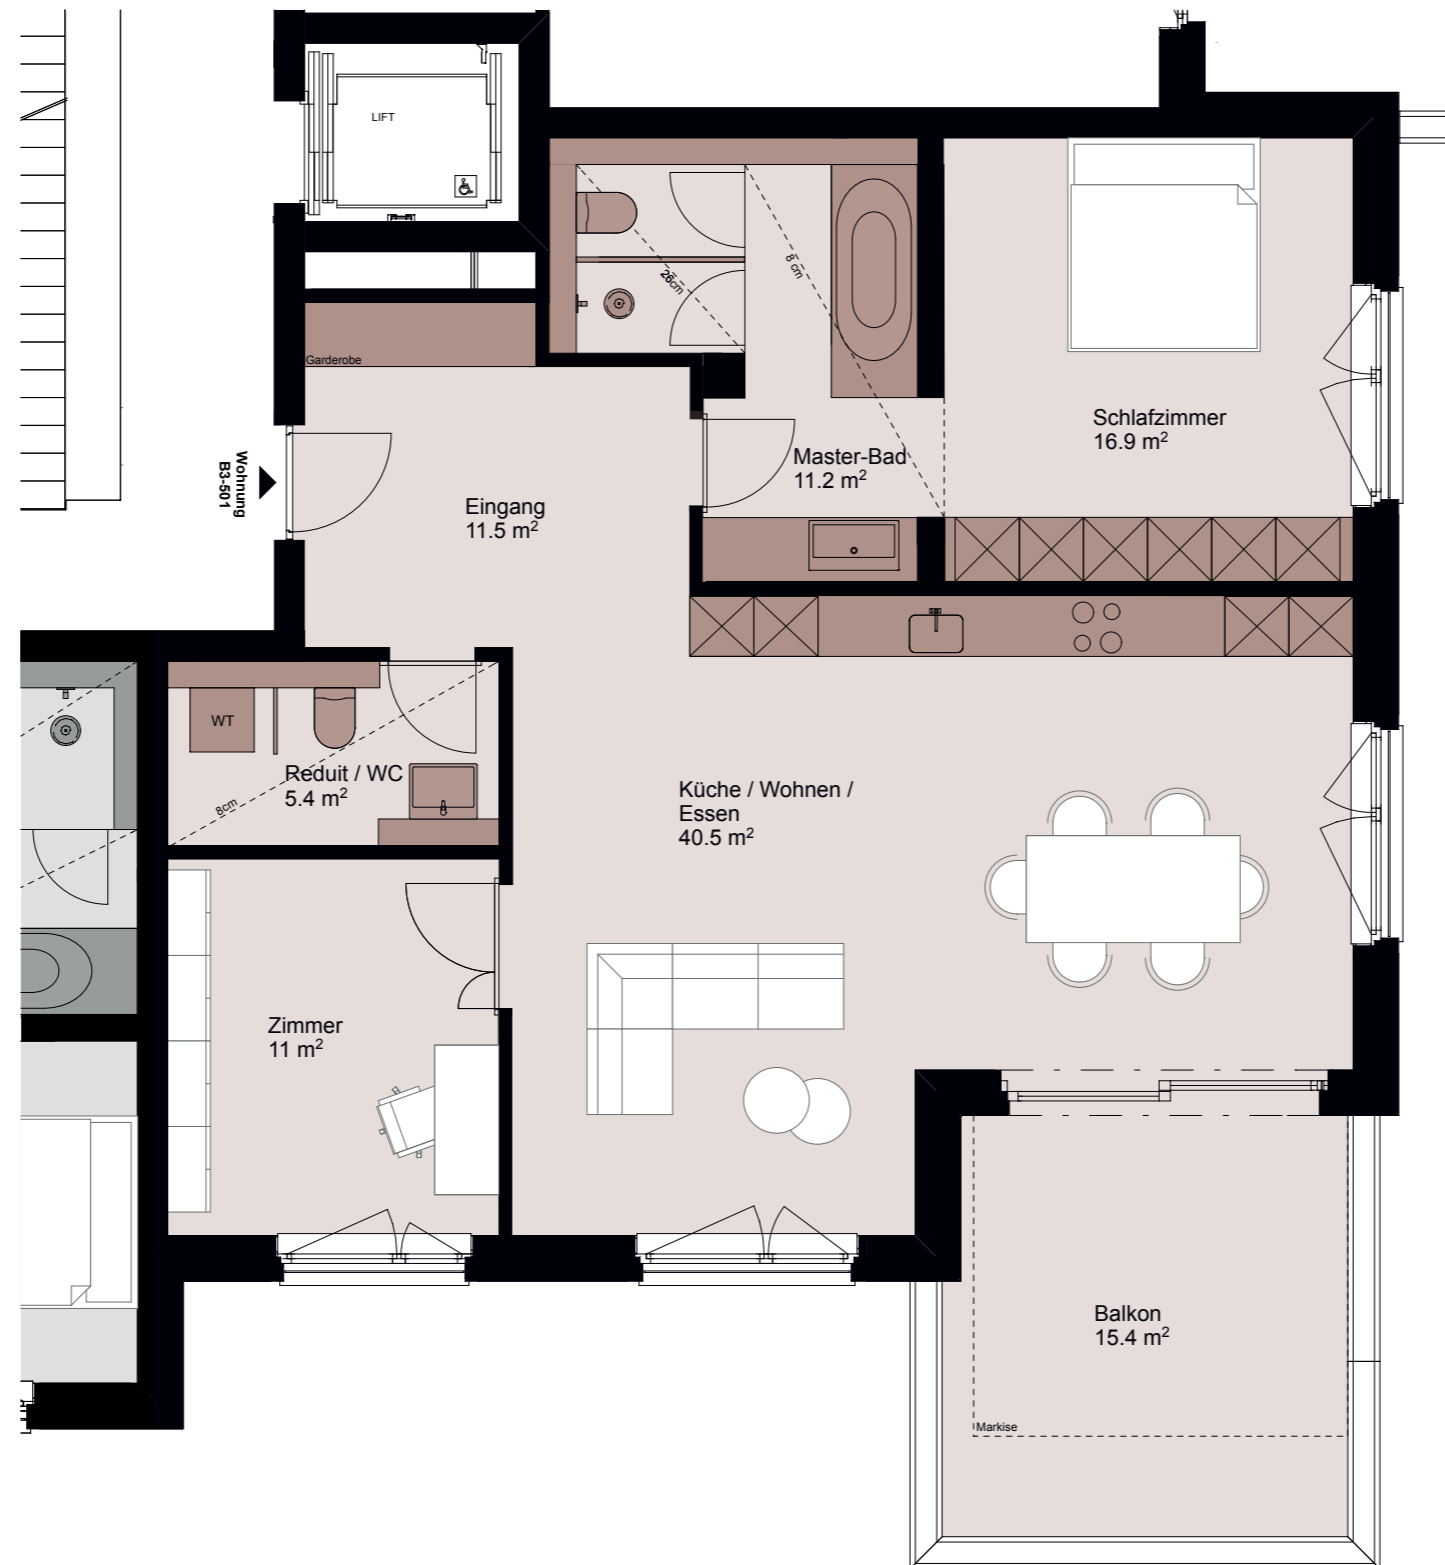 LIFT
26cm
8 cm
Garderobe
Schlafzimmer
16.9 m²
Master-Bad
11.2 m²
Wohnung
B3-501
Eingang
11.5 m²
WT
Reduit / WC
5.4 m²
8cm
Küche / Wohnen /
Essen
40.5 m²
Zimmer
11 m²
Balkon
15.4 m²
Markise